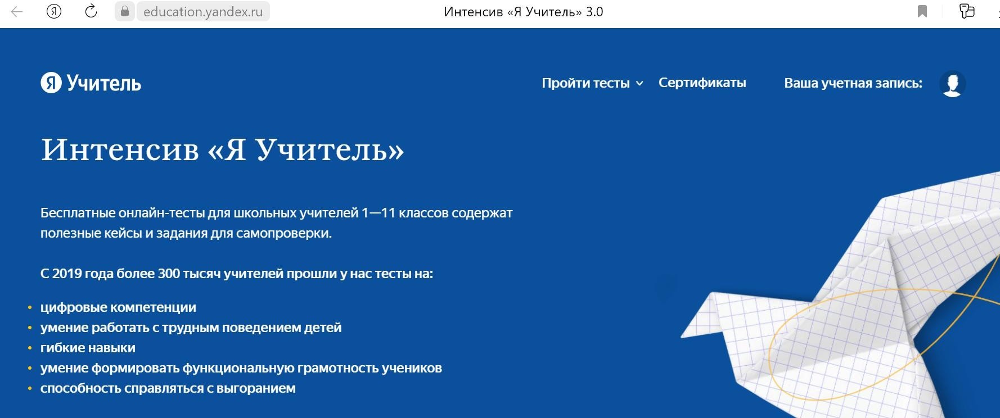 Я
education.yandex.ru
Интенсив «Я Учитель» 3.0
Я Учитель
Пройти тесты
Сертификаты
Ваша учетная запись:
Интенсив «Я Учитель»
Бесплатные онлайн-тесты для школьных учителей 1—11 классов содержат
полезные кейсы и задания для самопроверки.
С 2019 года более 300 тысяч учителей прошли у нас тесты на:
• цифровые компетенции
• умение работать с трудным поведением детей
• гибкие навыки
• умение формировать функциональную грамотность учеников
• способность справляться с выгоранием